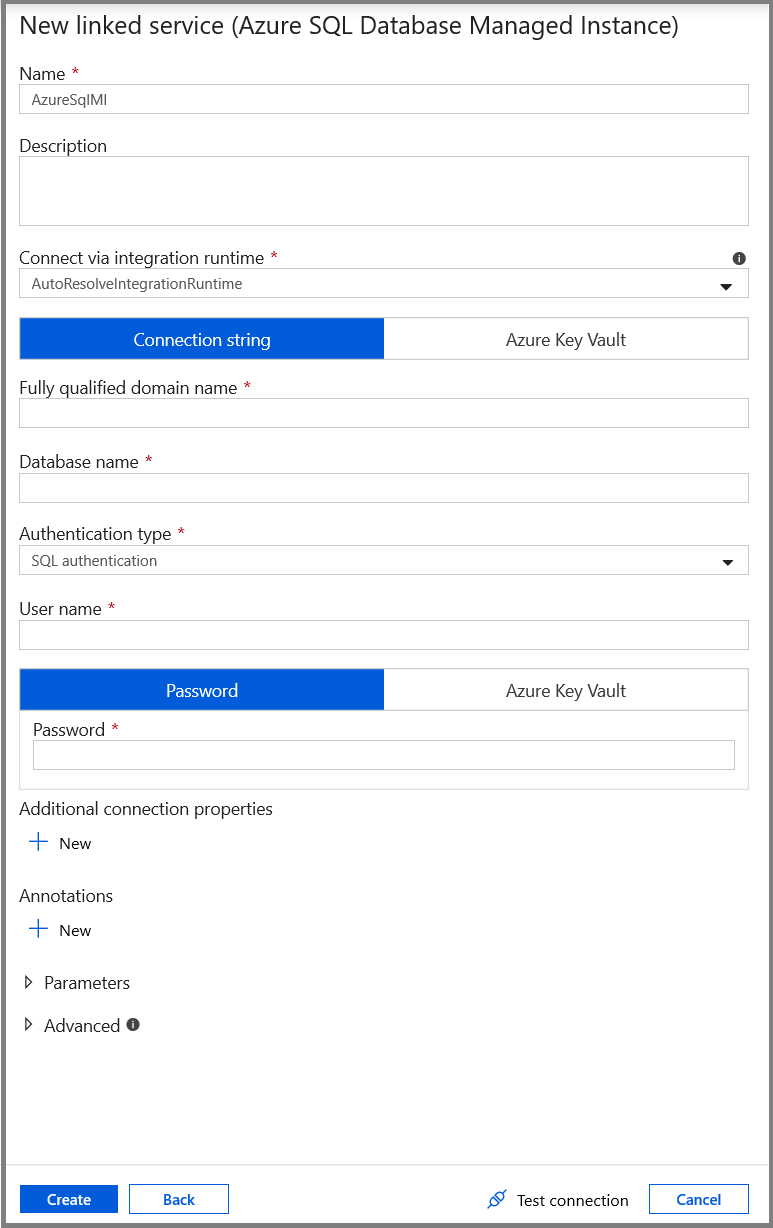 New linked service (Azure SQL Database Managed Instance)
Name *
AzureSqlMI
Description
Connect via integration runtime *
AutoResolveIntegrationRuntime
Connection string Azure Key Vault
Fully qualified domain name *
Database name *
Authentication type *
SQL authentication
User name *
Password Azure Key Vault
Password *
Additional connection properties
New
Annotations
New
Parameters
Advanced
Create Back Test connection Cancel